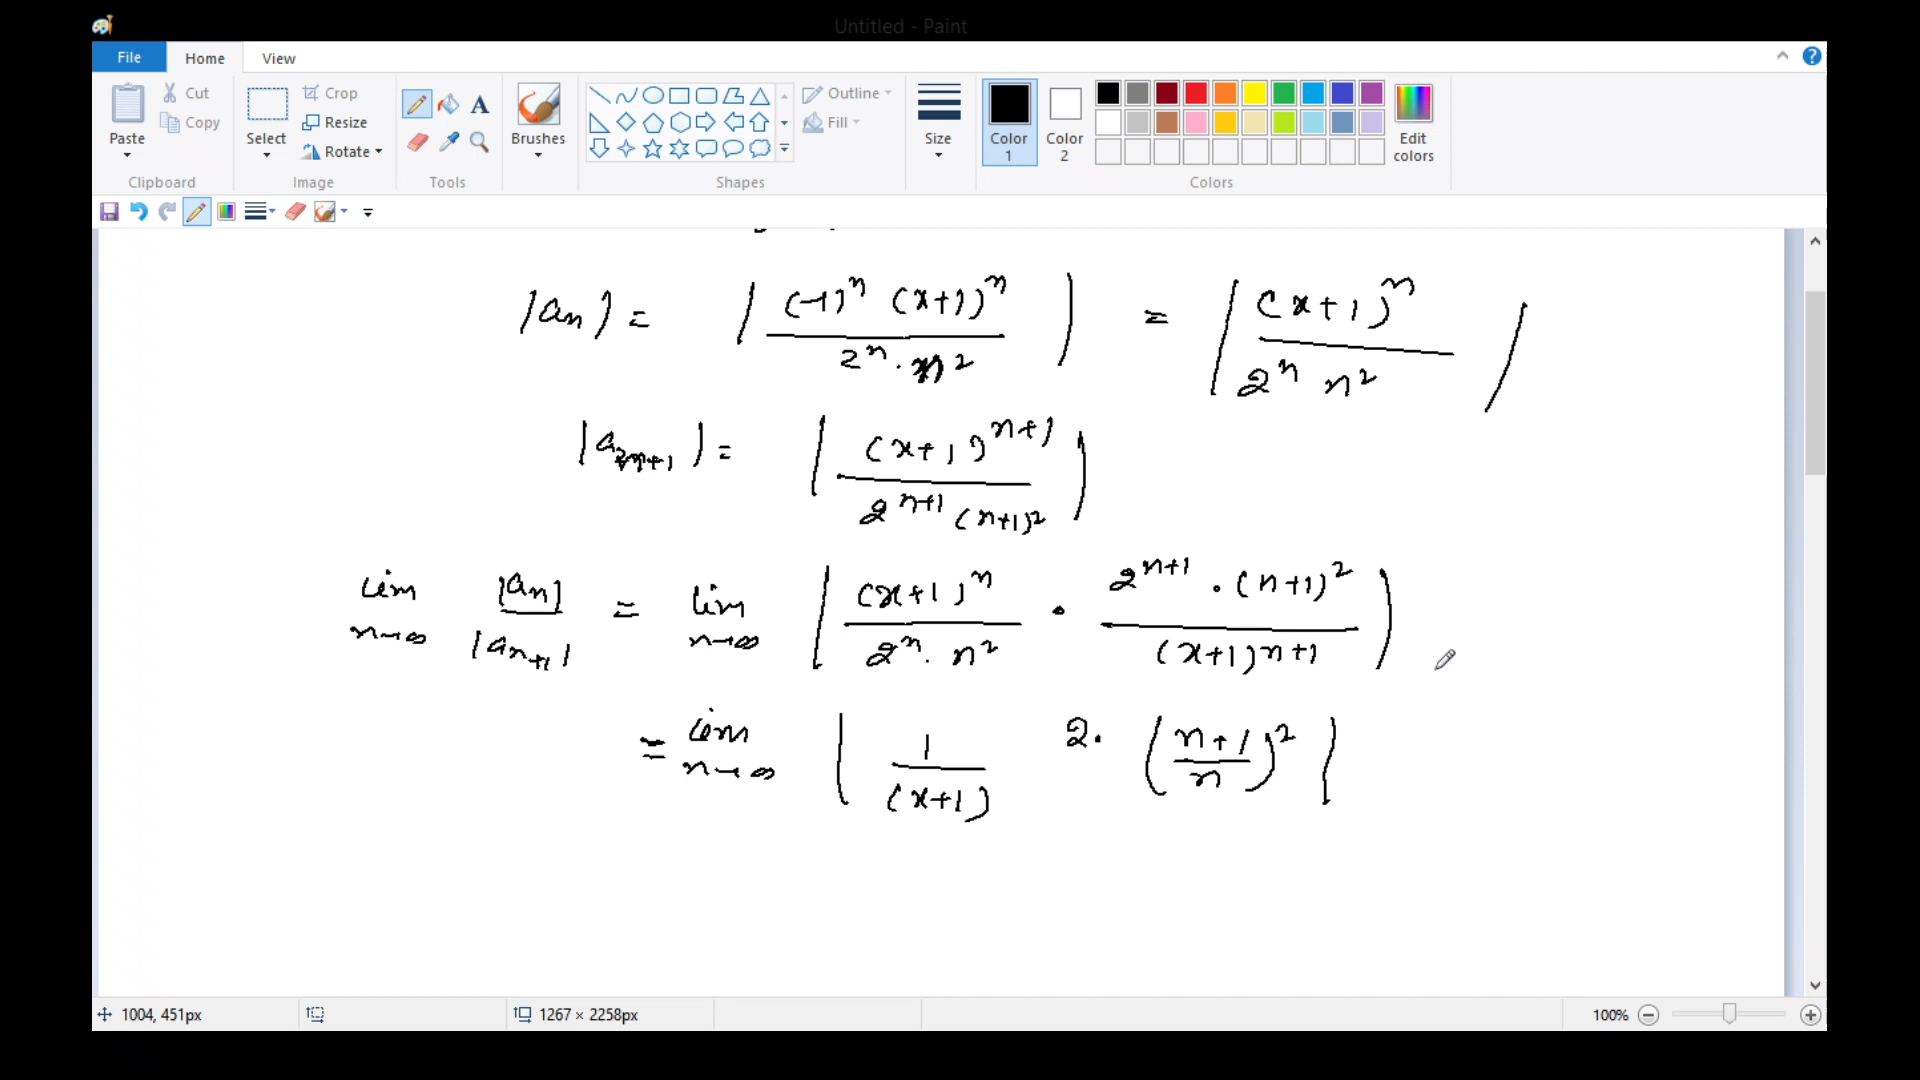 Untitled - Paint
File Home View
Paste Cut Copy Select Crop Resize Rotate A Brushes Outline Fill Size Color 1 Color 2 Edit colors
Clipboard Image Tools Shapes Colors
|an| = |(-1)^n (x+1)^n / 2^n · n^2| = |(x+1)^n / 2^n n^2|
|an+1| = |(x+1)^n+1 / 2^n+1 (n+1)^2|
lim n→∞ |an| / |an+1| = lim n→∞ |(x+1)^n / 2^n · n^2 · 2^n+1 · (n+1)^2 / (x+1)^n+1|
= lim n→∞ |1 / (x+1) 2· (n+1 / n)^2|
1004, 451px 1267 × 2258px 100%